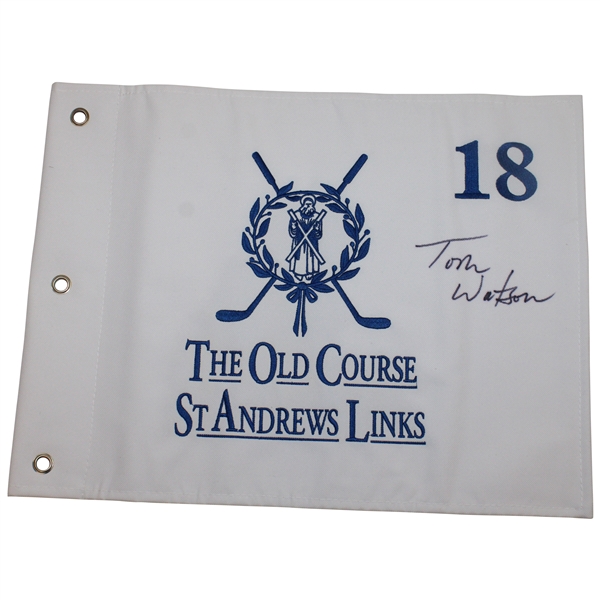 18
Tom
Watson
THE OLD COURSE
ST ANDREWS LINKS